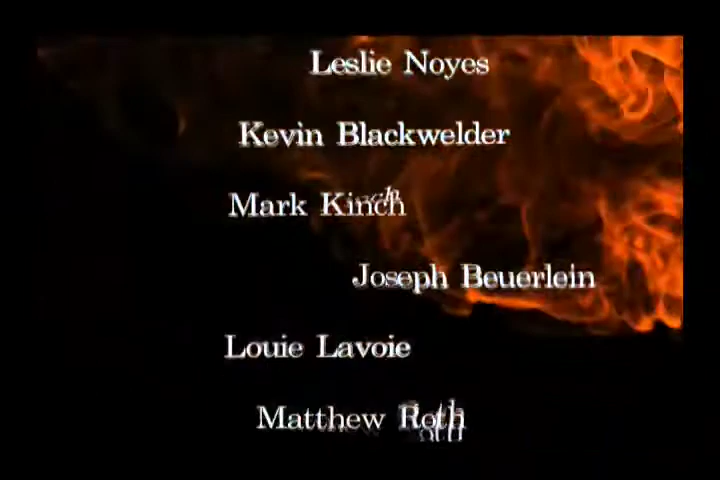 Leslie Noyes
Kevin Blackwelder
Mark Kinch
Joseph Beuerlein
Louie Lavoie
Matthew Roth